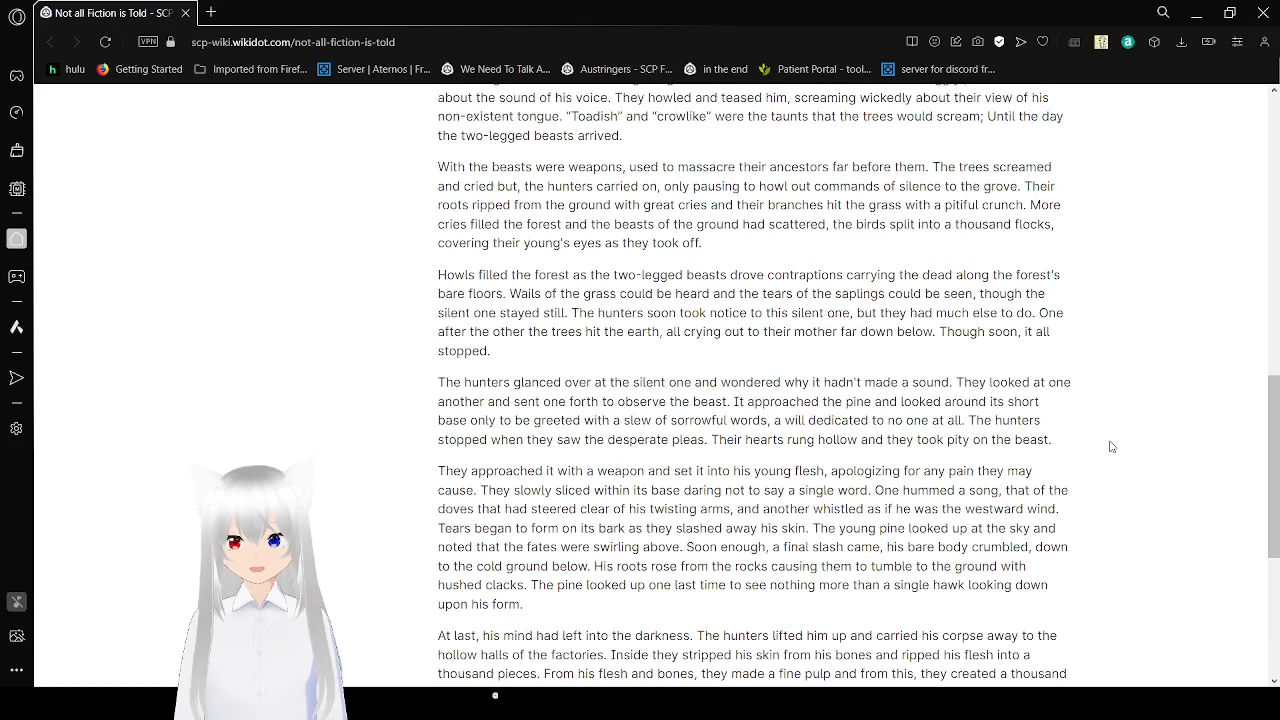 Not all Fiction is Told - SCP
VPN
scp-wiki.wikidot.com/not-all-fiction-is-told
hulu
Getting Started
Imported from Firef...
Server | Aternos | Fr...
We Need To Talk A...
Austringers - SCP F...
in the end
Patient Portal - tool...
server for discord fr...
about the sound of his voice. They howled and teased him, screaming wickedly about their view of his
non-existent tongue. “Toadish” and “crowlike” were the taunts that the trees would scream; Until the day
the two-legged beasts arrived.
With the beasts were weapons, used to massacre their ancestors far before them. The trees screamed
and cried but, the hunters carried on, only pausing to howl out commands of silence to the grove. Their
roots ripped from the ground with great cries and their branches hit the grass with a pitiful crunch. More
cries filled the forest and the beasts of the ground had scattered, the birds split into a thousand flocks,
covering their young's eyes as they took off.
Howls filled the forest as the two-legged beasts drove contraptions carrying the dead along the forest's
bare floors. Wails of the grass could be heard and the tears of the saplings could be seen, though the
silent one stayed still. The hunters soon took notice to this silent one, but they had much else to do. One
after the other the trees hit the earth, all crying out to their mother far down below. Though soon, it all
stopped.
The hunters glanced over at the silent one and wondered why it hadn't made a sound. They looked at one
another and sent one forth to observe the beast. It approached the pine and looked around its short
base only to be greeted with a slew of sorrowful words, a will dedicated to no one at all. The hunters
stopped when they saw the desperate pleas. Their hearts rung hollow and they took pity on the beast.
They approached it with a weapon and set it into his young flesh, apologizing for any pain they may
cause. They slowly sliced within its base daring not to say a single word. One hummed a song, that of the
doves that had steered clear of his twisting arms, and another whistled as if he was the westward wind.
Tears began to form on its bark as they slashed away his skin. The young pine looked up at the sky and
noted that the fates were swirling above. Soon enough, a final slash came, his bare body crumbled, down
to the cold ground below. His roots rose from the rocks causing them to tumble to the ground with
hushed clacks. The pine looked up one last time to see nothing more than a single hawk looking down
upon his form.
At last, his mind had left into the darkness. The hunters lifted him up and carried his corpse away to the
hollow halls of the factories. Inside they stripped his skin from his bones and ripped his flesh into a
thousand pieces. From his flesh and bones, they made a fine pulp and from this, they created a thousand